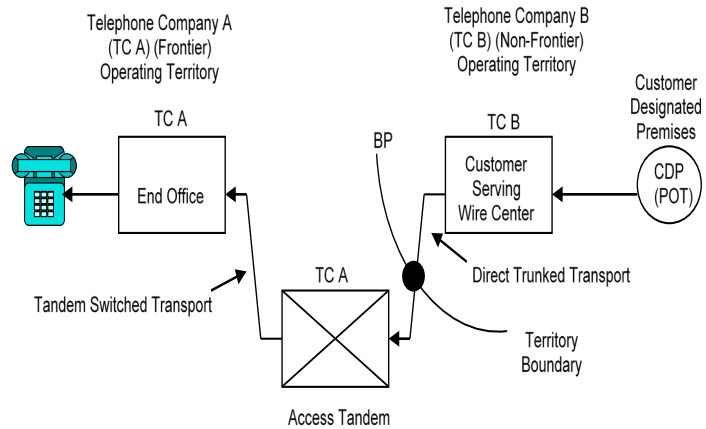 Telephone Company A
(TC A) (Frontier)
Operating Territory
Telephone Company B
(TC B) (Non-Frontier)
Operating Territory
Customer
Designated
Premises
TC A
BP
TC B
End Office
Customer
Serving
Wire Center
CDP
(POT)
Tandem Switched Transport
TC A
Direct Trunked Transport
Territory
Boundary
Access Tandem